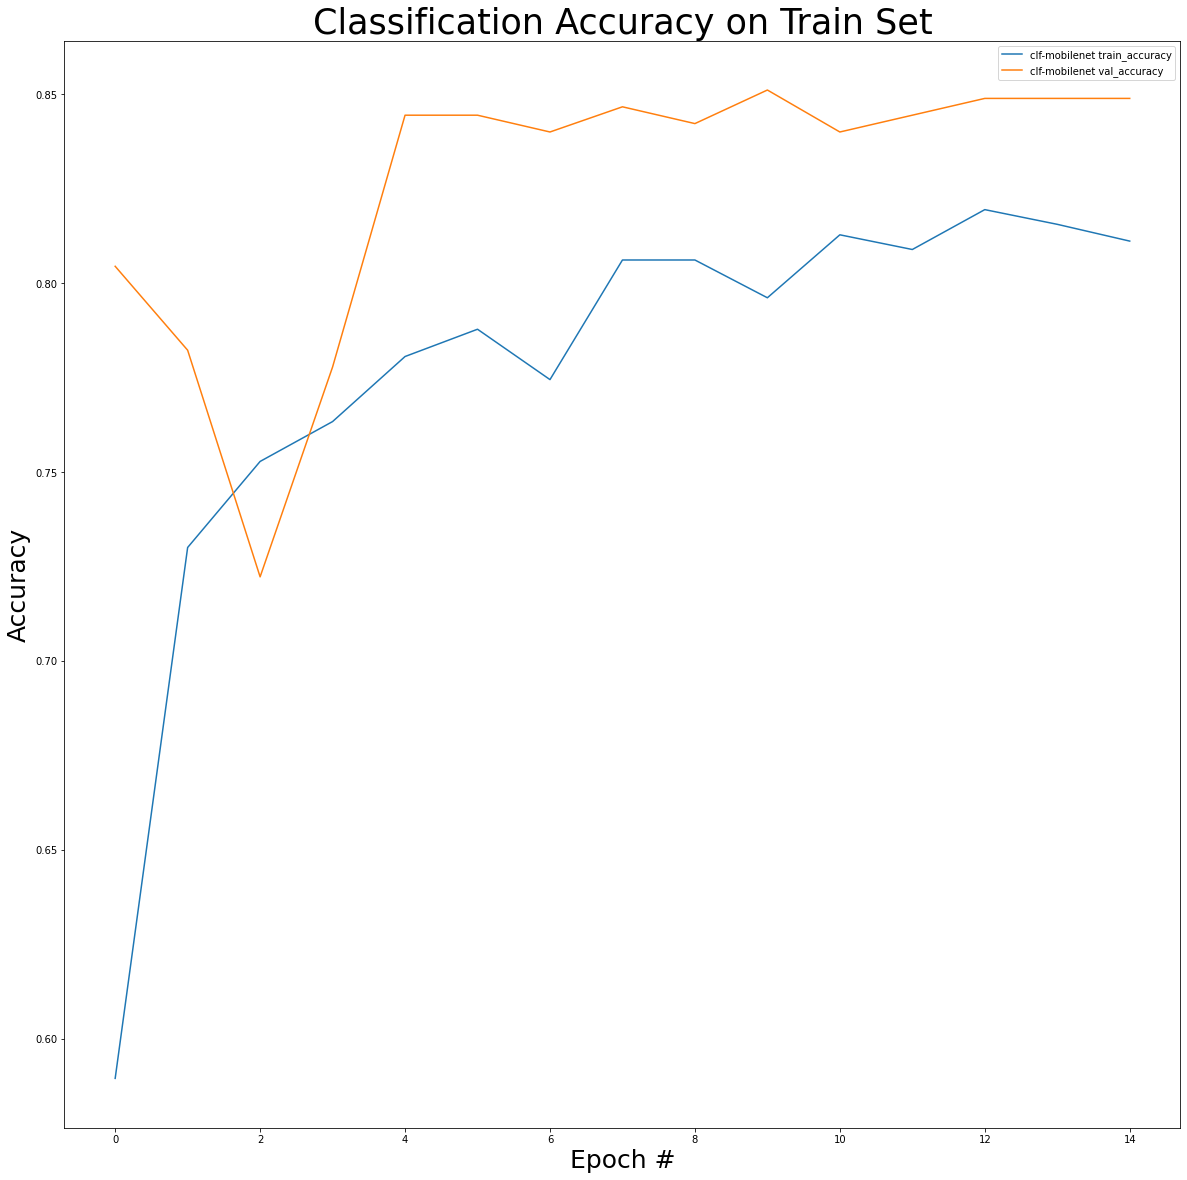 Classification Accuracy on Train Set
clf-mobilenet train_accuracy
clf-mobilenet val_accuracy
0.85
0.80
0.75
0.70
0.65
0.60
Accuracy
0 2 4 6 8 10 12 14
Epoch #